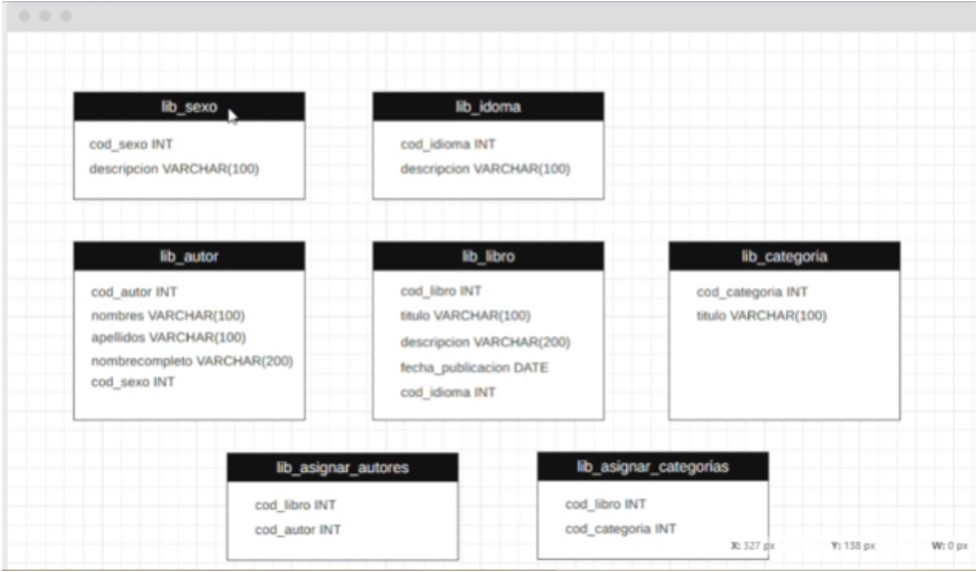 lib_sexo
cod_sexo INT
descripcion VARCHAR(100)
lib_idoma
cod_idioma INT
descripcion VARCHAR(100)
lib_autor
cod_autor INT
nombres VARCHAR(100)
apellidos VARCHAR(100)
nombrecompleto VARCHAR(200)
cod_sexo INT
lib_libro
cod_libro INT
titulo VARCHAR(100)
descripcion VARCHAR(200)
fecha_publicacion DATE
cod_idioma INT
lib_categoria
cod_categoria INT
titulo VARCHAR(100)
lib_asignar_autores
cod_libro INT
cod_autor INT
lib_asignar_categorias
cod_libro INT
cod_categoria INT
X: 327 px Y: 138 px W: 0 px